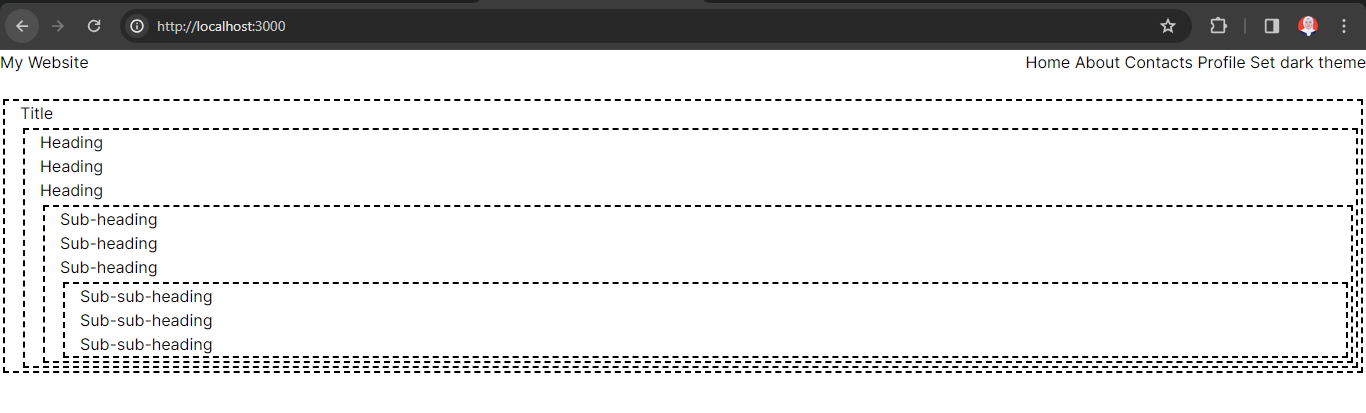 http://localhost:3000
My Website Home About Contacts Profile Set dark theme
Title
Heading
Heading
Heading
Sub-heading
Sub-heading
Sub-heading
Sub-sub-heading
Sub-sub-heading
Sub-sub-heading